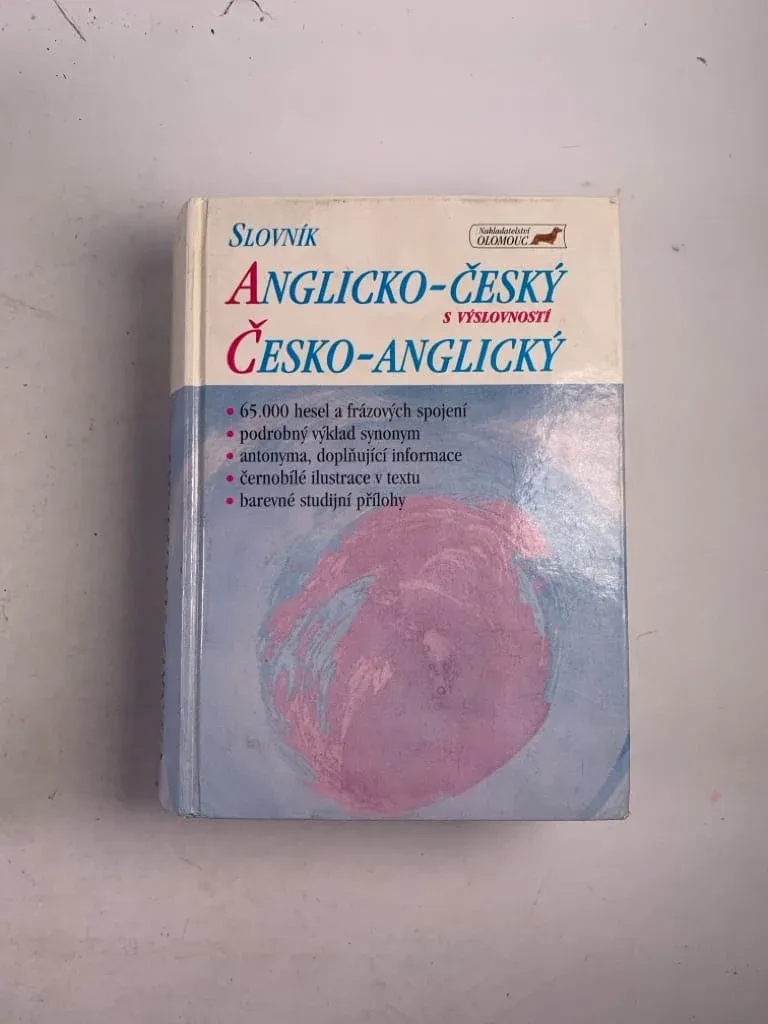 SLOVNÍK
Nakladatelství
OLOMOUC
ANGLICKO-ČESKÝ
S VÝSLOVNOSTÍ
ČESKO-ANGLICKÝ
• 65.000 hesel a frázových spojení
• podrobný výklad synonym
• antonyma, doplňující informace
• černobílé ilustrace v textu
• barevné studijní přílohy